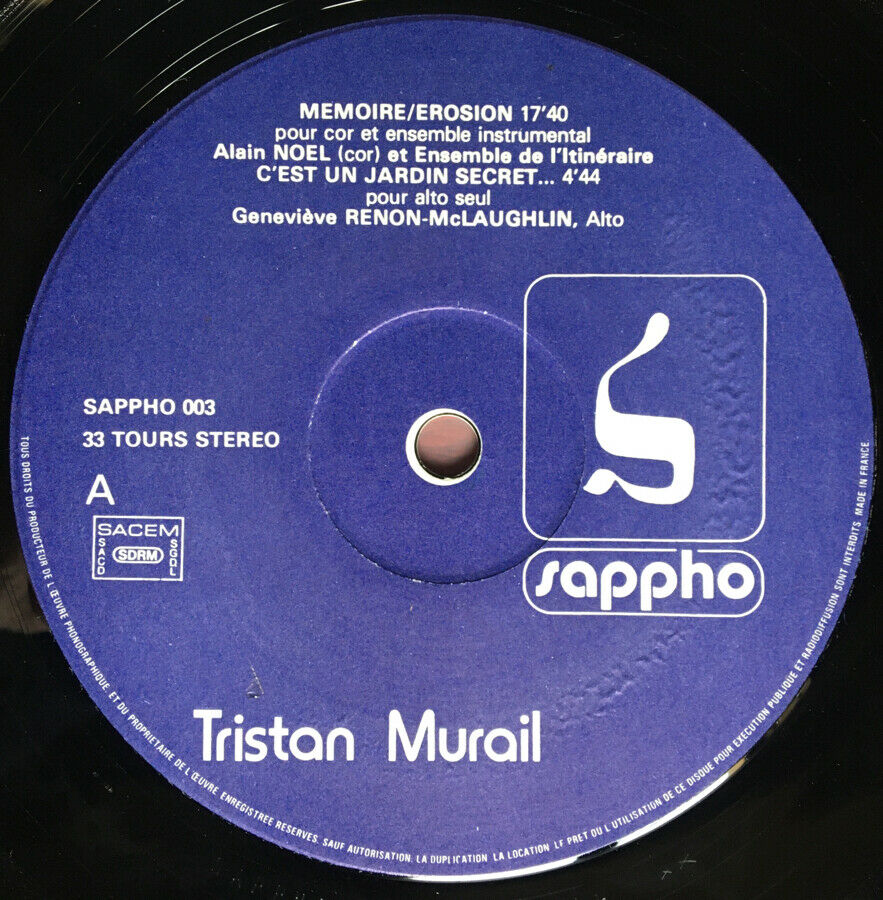 MEMOIRE/EROSION 17'40
pour cor et ensemble instrumental
Alain NOEL (cor) et Ensemble de l'Itinéraire
C'EST UN JARDIN SECRET... 4'44
pour alto seul
Geneviève RENON-McLAUGHLIN, Alto
SAPPHO 003
33 TOURS STEREO
A
SACEM
SACD
SDRM
SGDL
sappho
Tristan Murail
TOUS DROITS DU PRODUCTEUR DE L'ŒUVRE PHONOGRAPHIQUE, ET DU PROPRIETAIRE DE L'ŒUVRE ENREGISTREE RESERVES. SAUF AUTORISATION, LA DUPLICATION, LA LOCATION, LE PRET OU L'UTILISATION DE CE DISQUE POUR EXECUTION PUBLIQUE ET RADIODIFFUSION SONT INTERDITS. MADE IN FRANCE